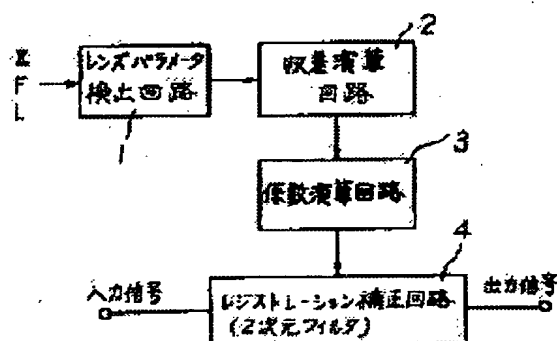 Z
F
I
レンズパラメータ
検出回路
1
収差演算
回路
2
係数演算回路
3
4
入力信号
レジストレーション補正回路
(2次元フィルタ)
出力信号